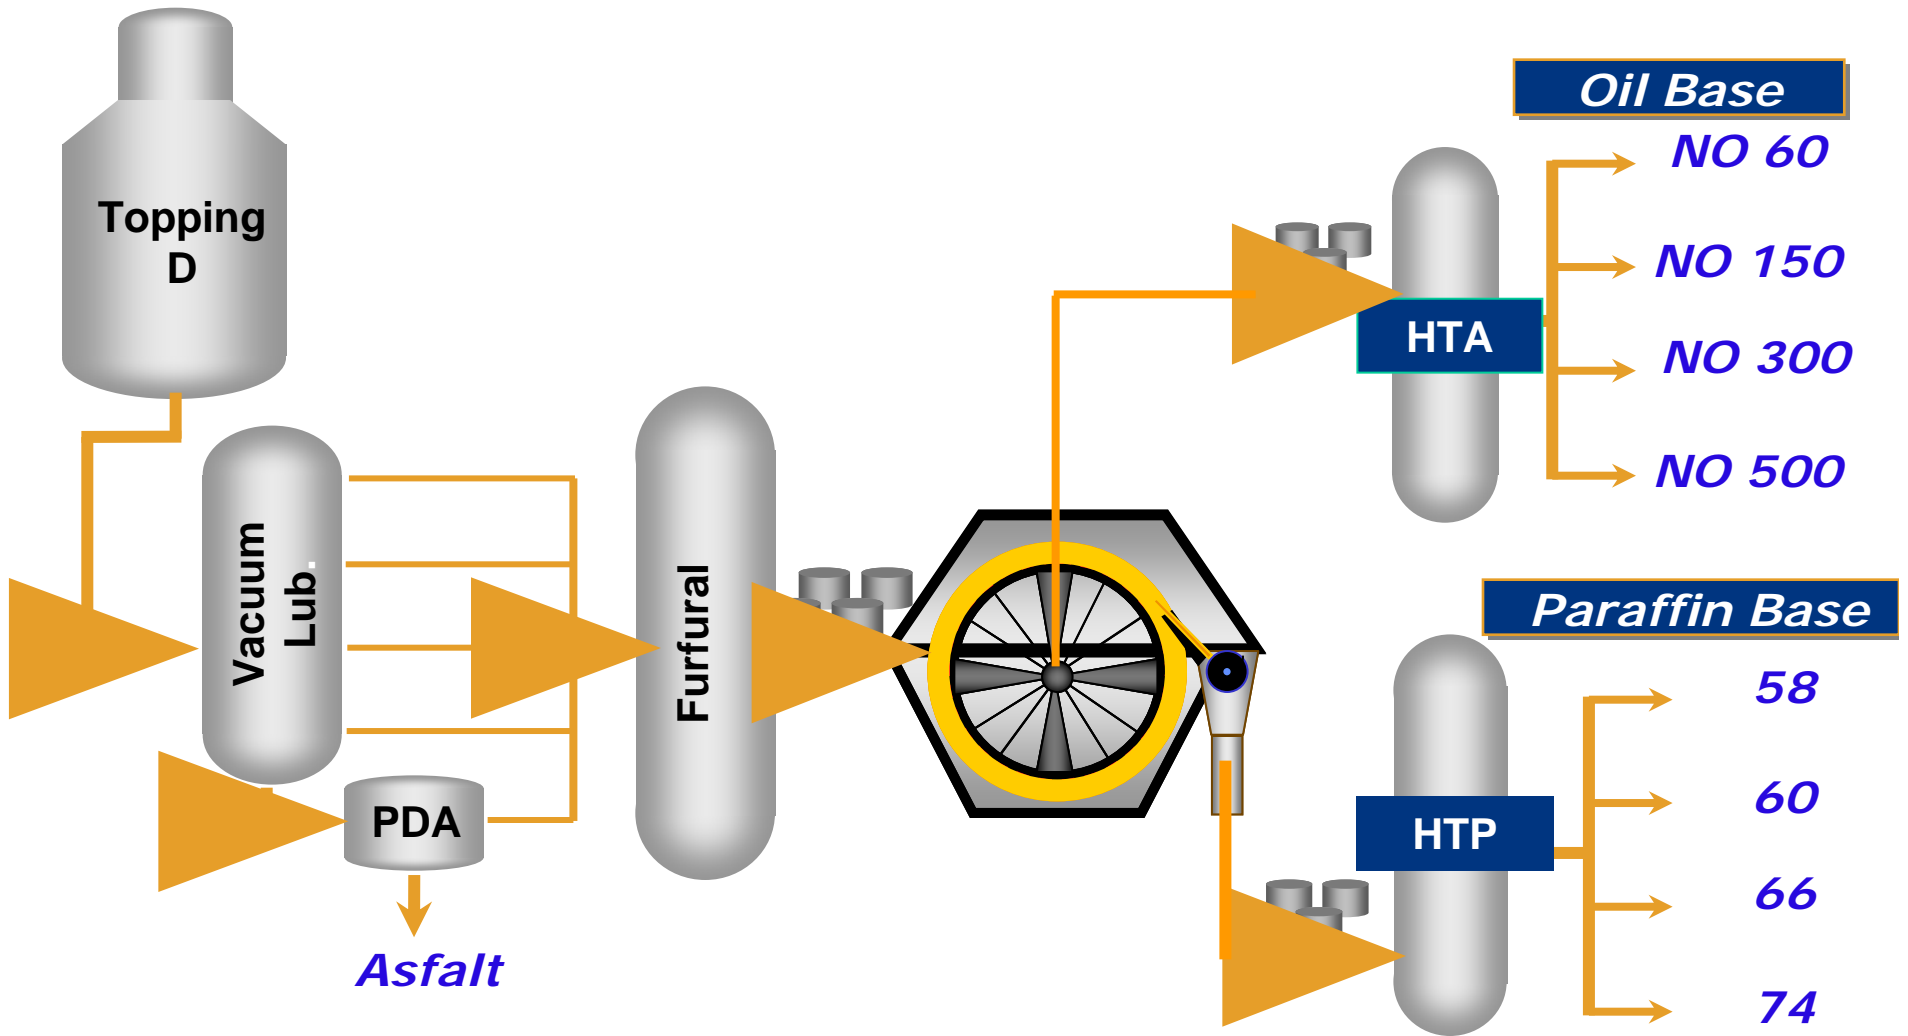 Topping
D
Vacuum
Lub.
PDA
Asfalt
Furfural
HTA
Oil Base
NO 60
NO 150
NO 300
NO 500
HTP
Paraffin Base
58
60
66
74